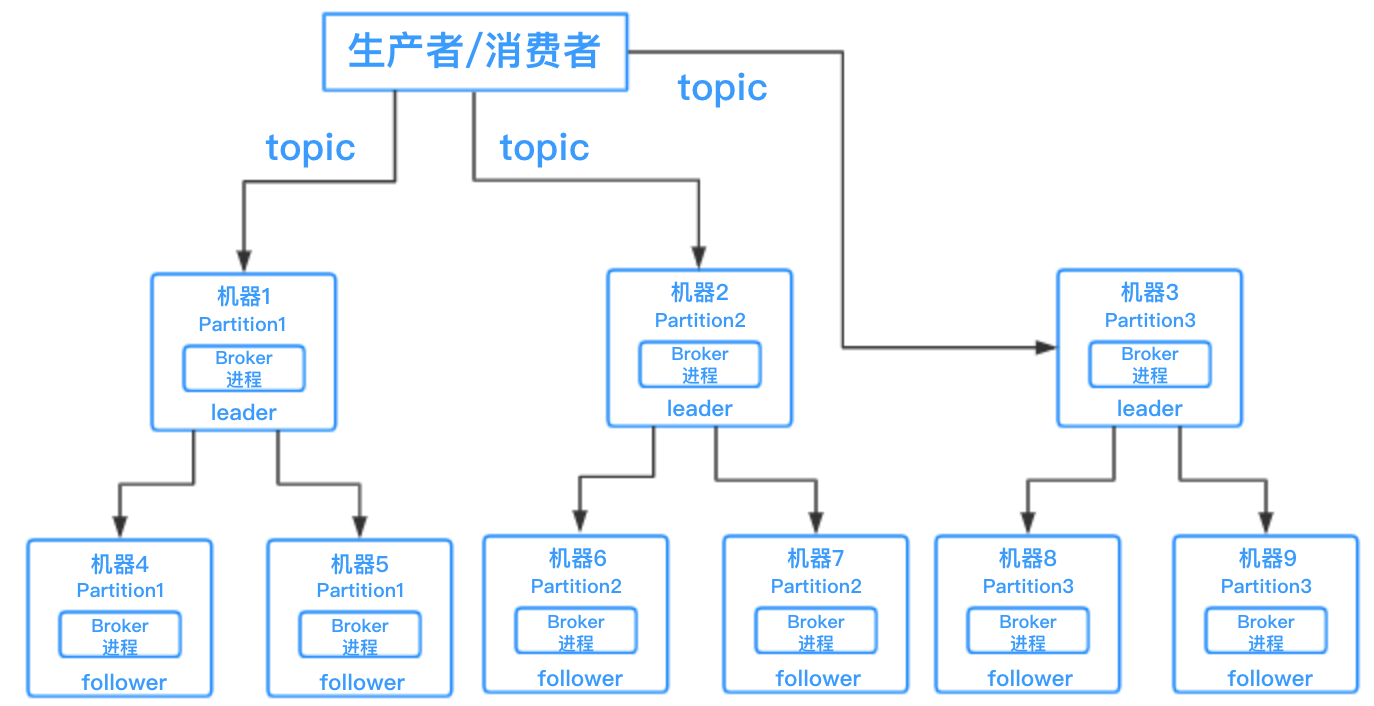 生产者/消费者
topic
topic
topic
机器1
Partition1
Broker
进程
leader
机器2
Partition2
Broker
进程
leader
机器3
Partition3
Broker
进程
leader
机器4
Partition1
Broker
进程
follower
机器5
Partition1
Broker
进程
follower
机器6
Partition2
Broker
进程
follower
机器7
Partition2
Broker
进程
follower
机器8
Partition3
Broker
进程
follower
机器9
Partition3
Broker
进程
follower